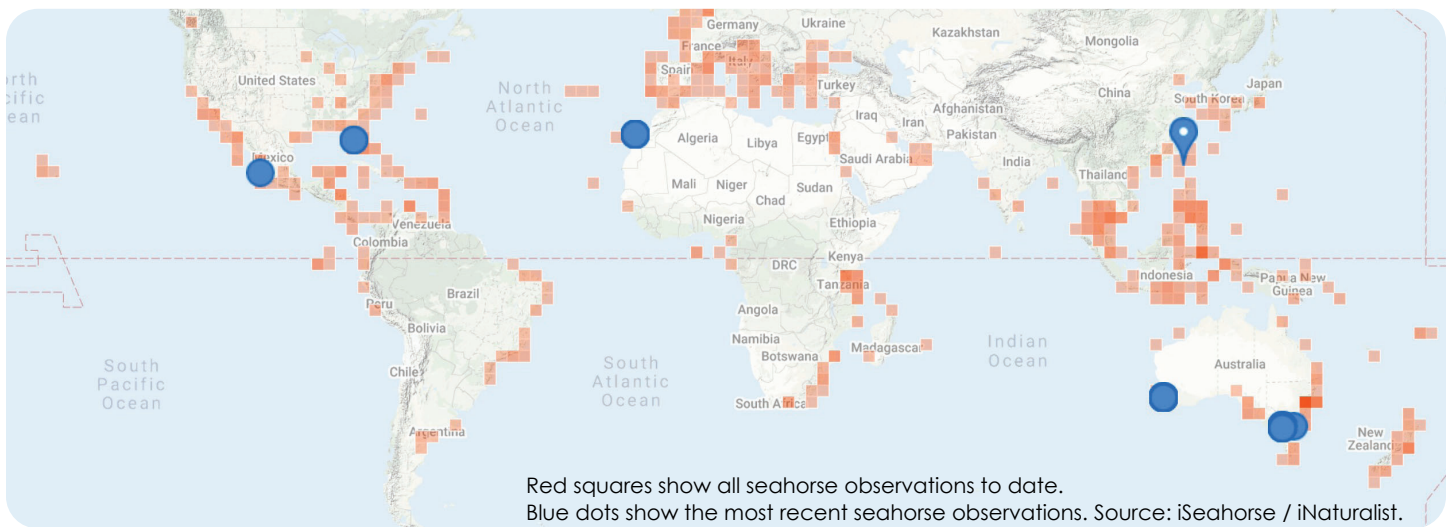 Germany
Ukraine
Kazakhstan
Mongolia
France
United States
North
Atlantic
Ocean
Spain
Italy
Turkey
China
Japan
South Korea
Afghanistan
Iraq
Iran
Pakistan
Algeria
Libya
Egypt
Saudi Arabia
India
Mexico
Thailand
Mali
Niger
Sudan
Chad
Nigeria
Ethiopia
Venezuela
Colombia
DRC
Kenya
Tanzania
Indonesia
Papua New
Guinea
Brazil
Peru
Angola
Bolivia
Namibia
Botswana
Madagascar
Indian
Ocean
Australia
South
Pacific
Ocean
Chile
South
Atlantic
Ocean
South Africa
Argentina
New
Zealand
Red squares show all seahorse observations to date.
Blue dots show the most recent seahorse observations. Source: iSeahorse / iNaturalist.